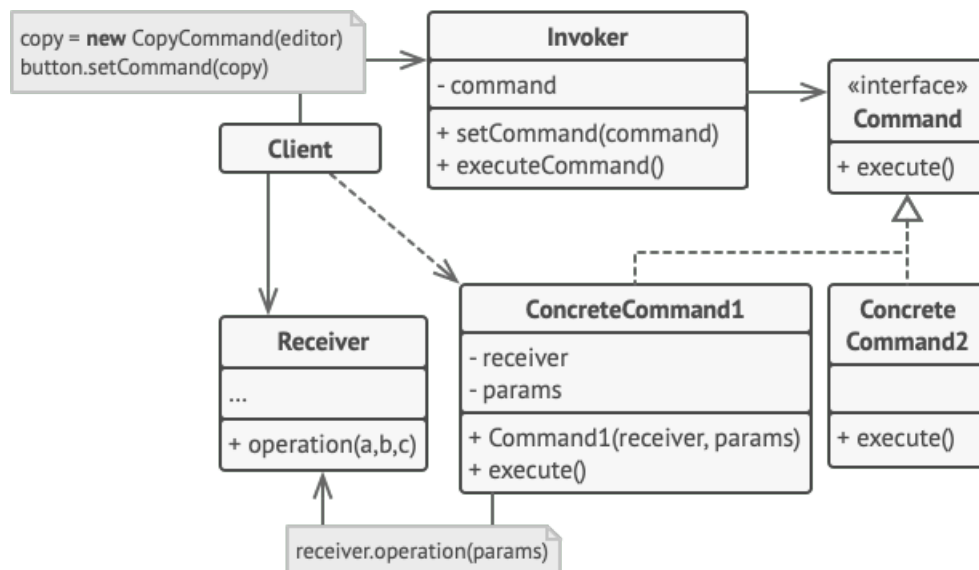 copy = new CopyCommand(editor)
button.setCommand(copy)
Invoker
- command
+ setCommand(command)
+ executeCommand()
«interface»
Command
+ execute()
Client
Receiver
...
+ operation(a,b,c)
ConcreteCommand1
- receiver
- params
+ Command1(receiver, params)
+ execute()
Concrete
Command2
+ execute()
receiver.operation(params)